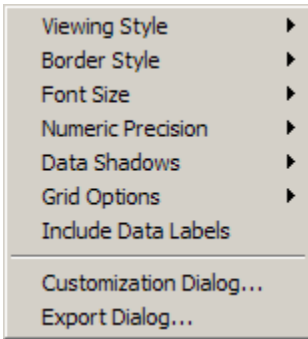 Viewing Style
Border Style
Font Size
Numeric Precision
Data Shadows
Grid Options
Include Data Labels
Customization Dialog...
Export Dialog...